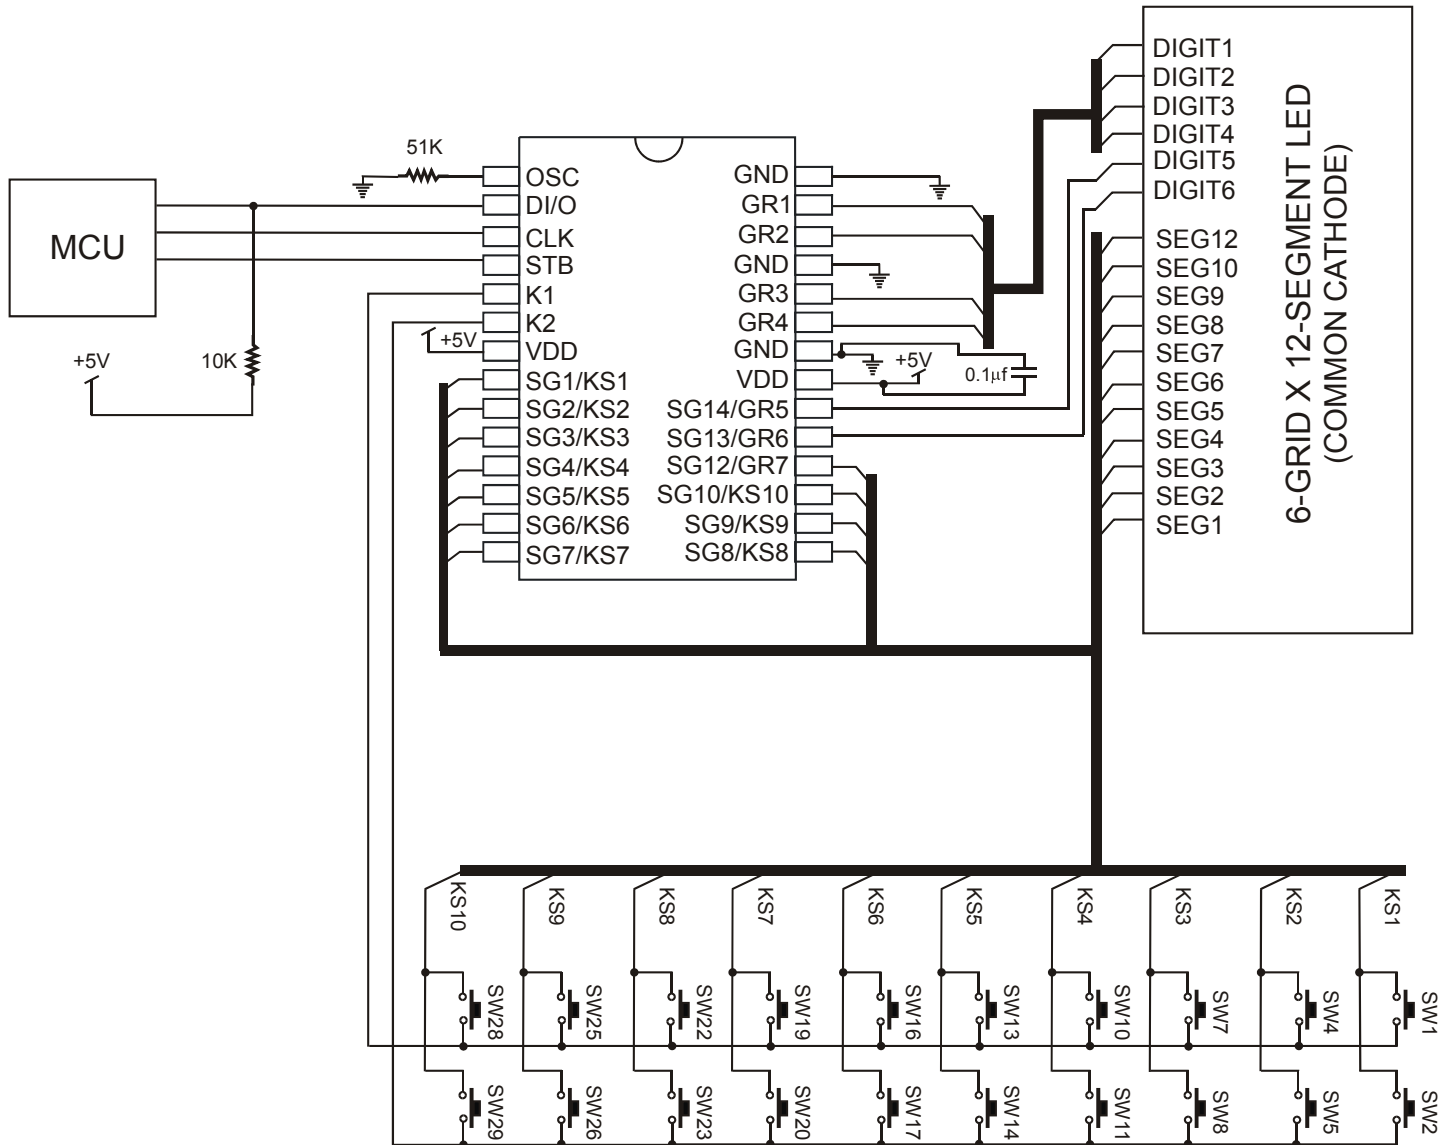 MCU
+5V
10K
51K
OSC
DI/O
CLK
STB
K1
K2
VDD
+5V
SG1/KS1
SG2/KS2
SG3/KS3
SG4/KS4
SG5/KS5
SG6/KS6
SG7/KS7
GND
GR1
GR2
GND
GR3
GR4
GND
VDD
SG14/GR5
SG13/GR6
SG12/GR7
SG10/KS10
SG9/KS9
SG8/KS8
+5V
0.1μf
DIGIT1
DIGIT2
DIGIT3
DIGIT4
DIGIT5
DIGIT6
SEG12
SEG10
SEG9
SEG8
SEG7
SEG6
SEG5
SEG4
SEG3
SEG2
SEG1
6-GRID X 12-SEGMENT LED
(COMMON CATHODE)
KS10
KS9
KS8
KS7
KS6
KS5
KS4
KS3
KS2
KS1
SW28
SW25
SW22
SW19
SW16
SW13
SW10
SW7
SW4
SW1
SW29
SW26
SW23
SW20
SW17
SW14
SW11
SW8
SW5
SW2